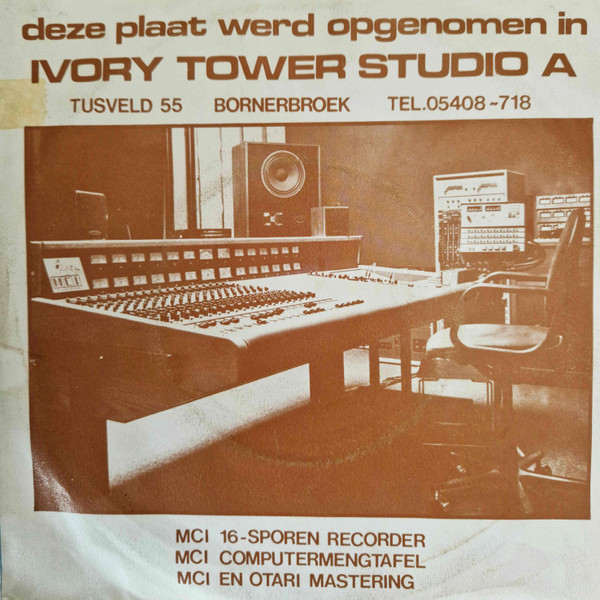 deze plaat werd opgenomen in
IVORY TOWER STUDIO A
TUSVELD 55 BORNERBROEK TEL.05408-718
MCI 16-SPOREN RECORDER
MCI COMPUTERMENGTAFEL
MCI EN OTARI MASTERING